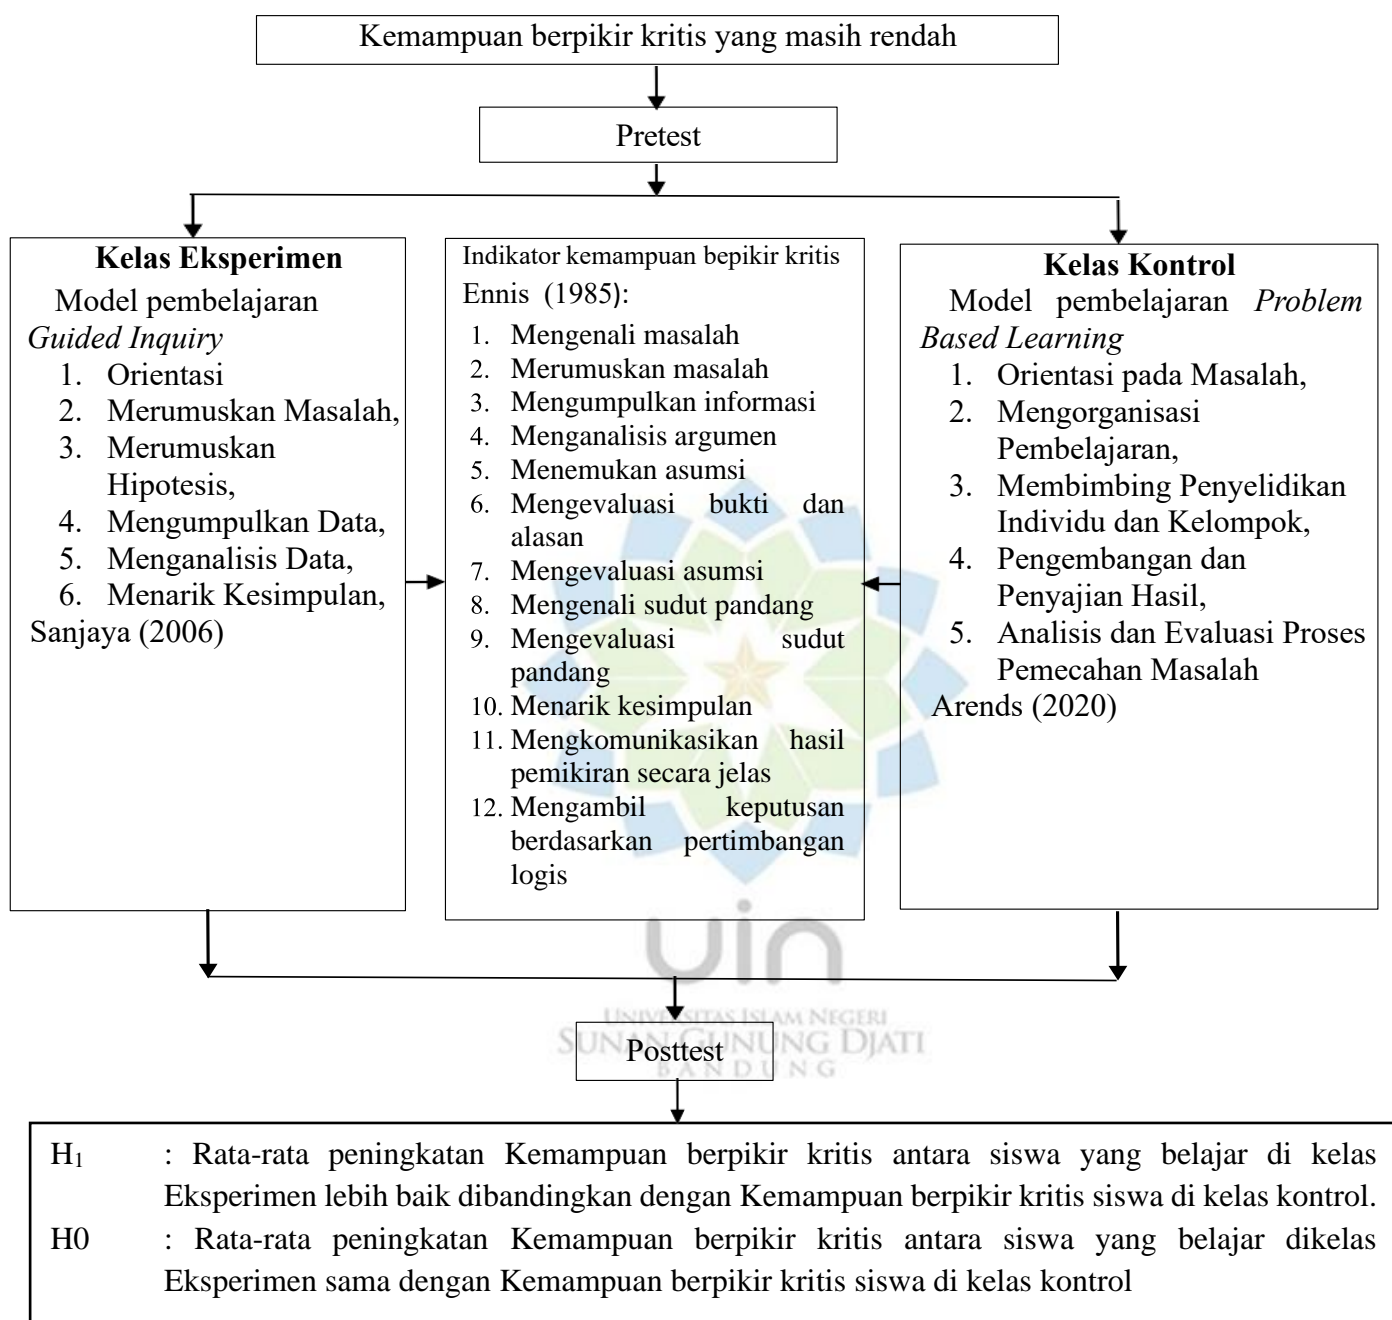 Kemampuan berpikir kritis yang masih rendah
Pretest
Kelas Eksperimen
Model pembelajaran
Guided Inquiry
1. Orientasi
2. Merumuskan Masalah,
3. Merumuskan
Hipotesis,
4. Mengumpulkan Data,
5. Menganalisis Data,
6. Menarik Kesimpulan,
Sanjaya (2006)
Indikator kemampuan bepikir kritis
Ennis (1985):
1. Mengenali masalah
2. Merumuskan masalah
3. Mengumpulkan informasi
4. Menganalisis argumen
5. Menemukan asumsi
6. Mengevaluasi bukti dan
alasan
7. Mengevaluasi asumsi
8. Mengenali sudut pandang
9. Mengevaluasi sudut
pandang
10. Menarik kesimpulan
11. Mengkomunikasikan hasil
pemikiran secara jelas
12. Mengambil keputusan
berdasarkan pertimbangan
logis
Kelas Kontrol
Model pembelajaran Problem
Based Learning
1. Orientasi pada Masalah,
2. Mengorganisasi
Pembelajaran,
3. Membimbing Penyelidikan
Individu dan Kelompok,
4. Pengembangan dan
Penyajian Hasil,
5. Analisis dan Evaluasi Proses
Pemecahan Masalah
Arends (2020)
uin
UNIVERSITAS ISLAM NEGERI
SUNAN GUNUNG DJATI
BANDUNG
Posttest
H₁ : Rata-rata peningkatan Kemampuan berpikir kritis antara siswa yang belajar di kelas
Eksperimen lebih baik dibandingkan dengan Kemampuan berpikir kritis siswa di kelas kontrol.
H0 : Rata-rata peningkatan Kemampuan berpikir kritis antara siswa yang belajar dikelas
Eksperimen sama dengan Kemampuan berpikir kritis siswa di kelas kontrol